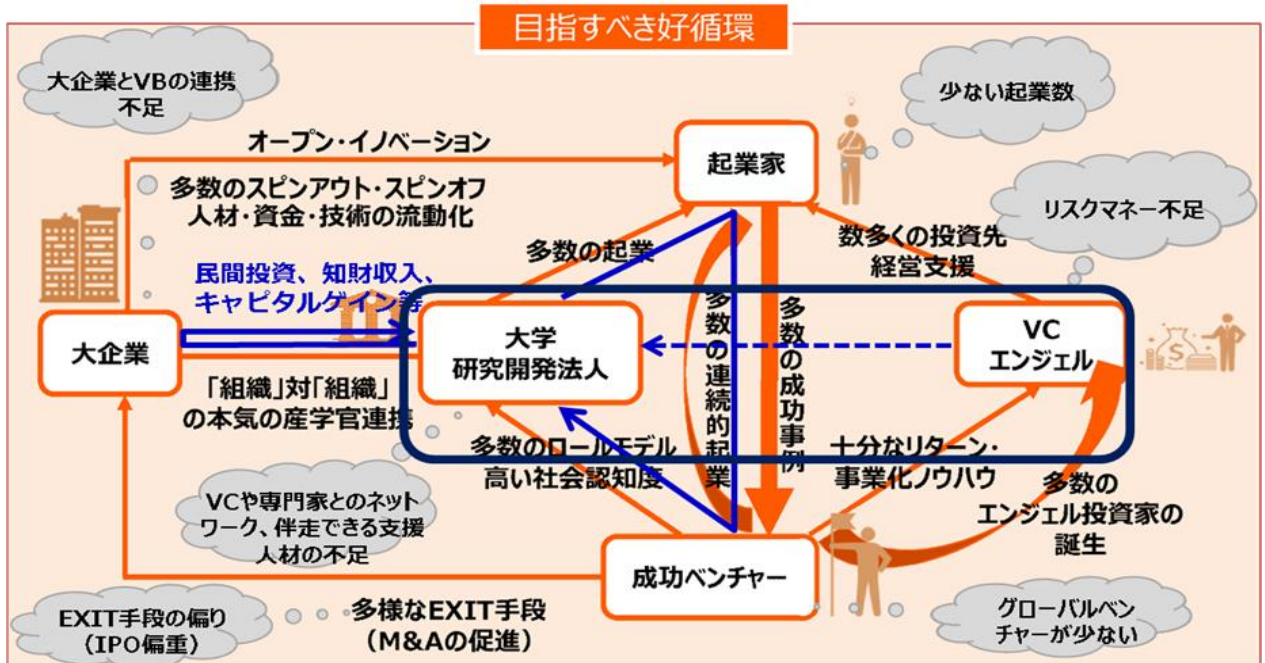 目指すべき好循環
大企業とVBの連携
不足
少ない起業数
オープン・イノベーション
起業家
多数のスピンアウト・スピンオフ
人材・資金・技術の流動化
リスクマネー不足
多数の起業
数多くの投資先
経営支援
民間投資、知財収入、
キャピタルゲイン等
大企業
大学
研究開発法人
多数の連続的起業
多数の成功事例
VC
エンジェル
「組織」対「組織」
の本気の産学官連携
多数のロールモデル
高い社会認知度
十分なリターン・
事業化ノウハウ
多数の
エンジェル投資家の
誕生
VCや専門家とのネット
ワーク、伴走できる支援
人材の不足
成功ベンチャー
EXIT手段の偏り
(IPO偏重)
多様なEXIT手段
(M&Aの促進)
グローバルベン
チャーが少ない